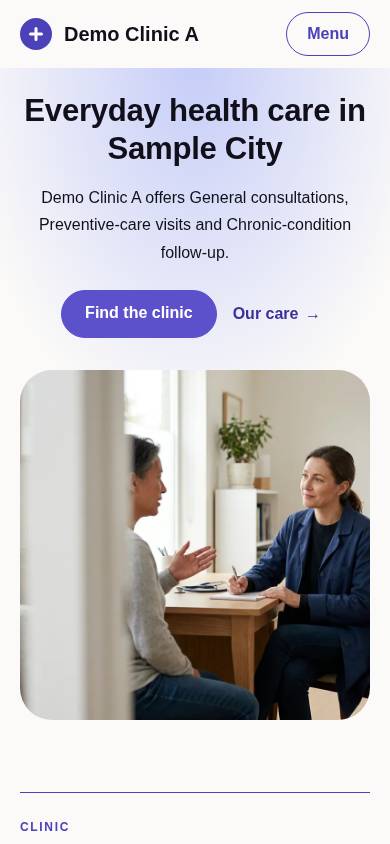 Demo Clinic A
Menu
Everyday health care in
Sample City
Demo Clinic A offers General consultations,
Preventive-care visits and Chronic-condition
follow-up.
Find the clinic
Our care →
CLINIC